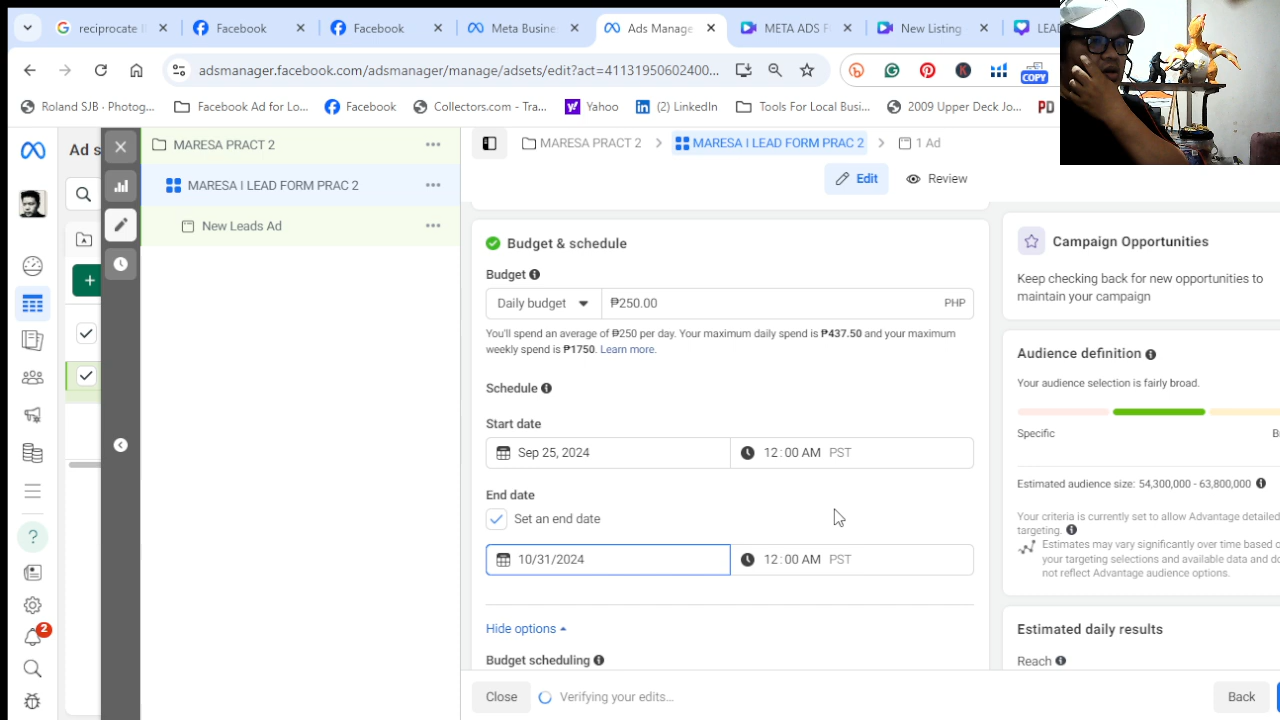 reciprocate
Facebook
Facebook
Meta Busine
Ads Manage
META ADS F
New Listing
LEA
adsmanager.facebook.com/adsmanager/manage/adsets/edit?act=41131950602400...
COPY
Roland SJB - Photog...
Facebook Ad for Lo...
Facebook
Collectors.com - Tra...
Yahoo
(2) LinkedIn
Tools For Local Busi...
2009 Upper Deck Jo...
PD
Ad s
MARESA PRACT 2
MARESA I LEAD FORM PRAC 2
New Leads Ad
MARESA PRACT 2
MARESA I LEAD FORM PRAC 2
1 Ad
Edit
Review
Budget & schedule
Budget
Daily budget
₱250.00
PHP
You'll spend an average of ₱250 per day. Your maximum daily spend is ₱437.50 and your maximum
weekly spend is ₱1750. Learn more.
Schedule
Start date
Sep 25, 2024
12:00 AM PST
End date
Set an end date
10/31/2024
12:00 AM PST
Hide options
Budget scheduling
Close
Verifying your edits...
Back
Campaign Opportunities
Keep checking back for new opportunities to
maintain your campaign
Audience definition
Your audience selection is fairly broad.
Specific
B
Estimated audience size: 54,300,000 - 63,800,000
Your criteria is currently set to allow Advantage detailed
targeting.
Estimates may vary significantly over time based o
your targeting selections and available data and do
not reflect Advantage audience options.
Estimated daily results
Reach
2